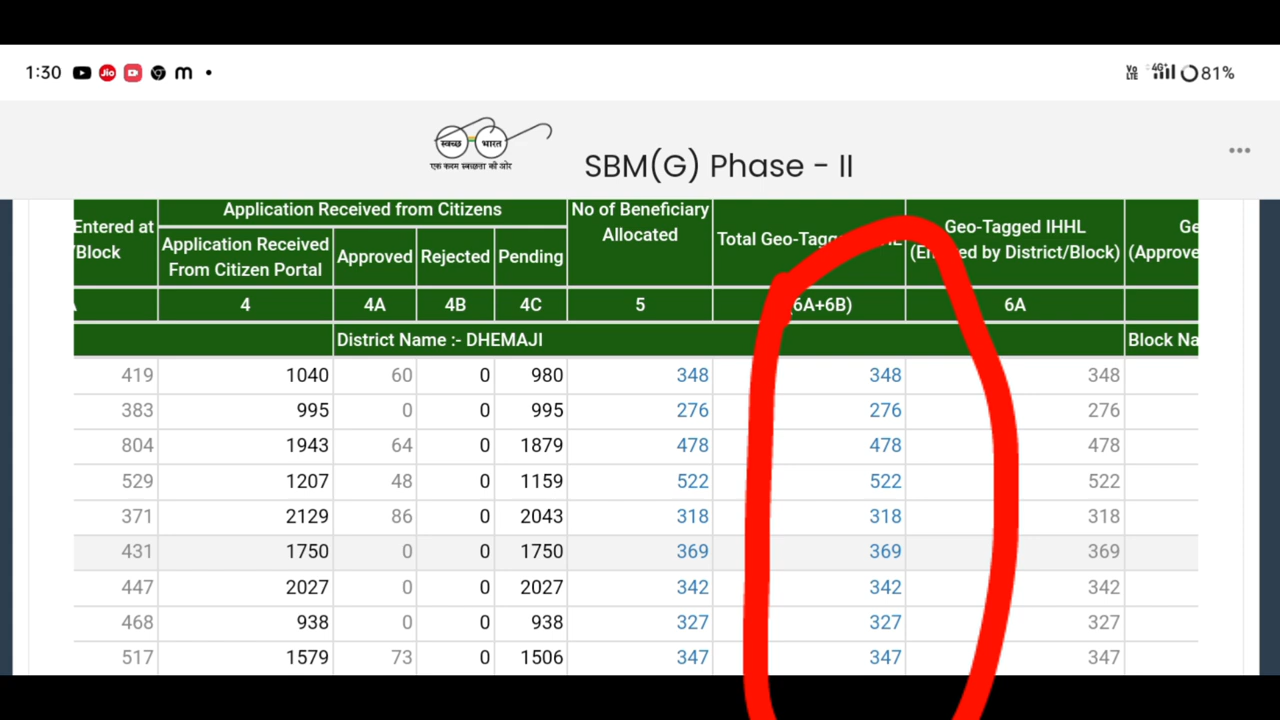 1:30 Jio m VoLTE 4G+ 81%
स्वच्छ भारत
एक कदम स्वच्छता की ओर
SBM(G) Phase - II
Entered at /Block
Application Received from Citizens
Application Received From Citizen Portal
Approved
Rejected
Pending
No of Beneficiary Allocated
Total Geo-Tagg
Geo-Tagged IHHL
by District/Block)
Ge
(Approve
4 4A 4B 4C 5 (6A+6B) 6A
District Name :- DHEMAJI Block Na
419 1040 60 0 980 348 348 348
383 995 0 0 995 276 276 276
804 1943 64 0 1879 478 478 478
529 1207 48 0 1159 522 522 522
371 2129 86 0 2043 318 318 318
431 1750 0 0 1750 369 369 369
447 2027 0 0 2027 342 342 342
468 938 0 0 938 327 327 327
517 1579 73 0 1506 347 347 347